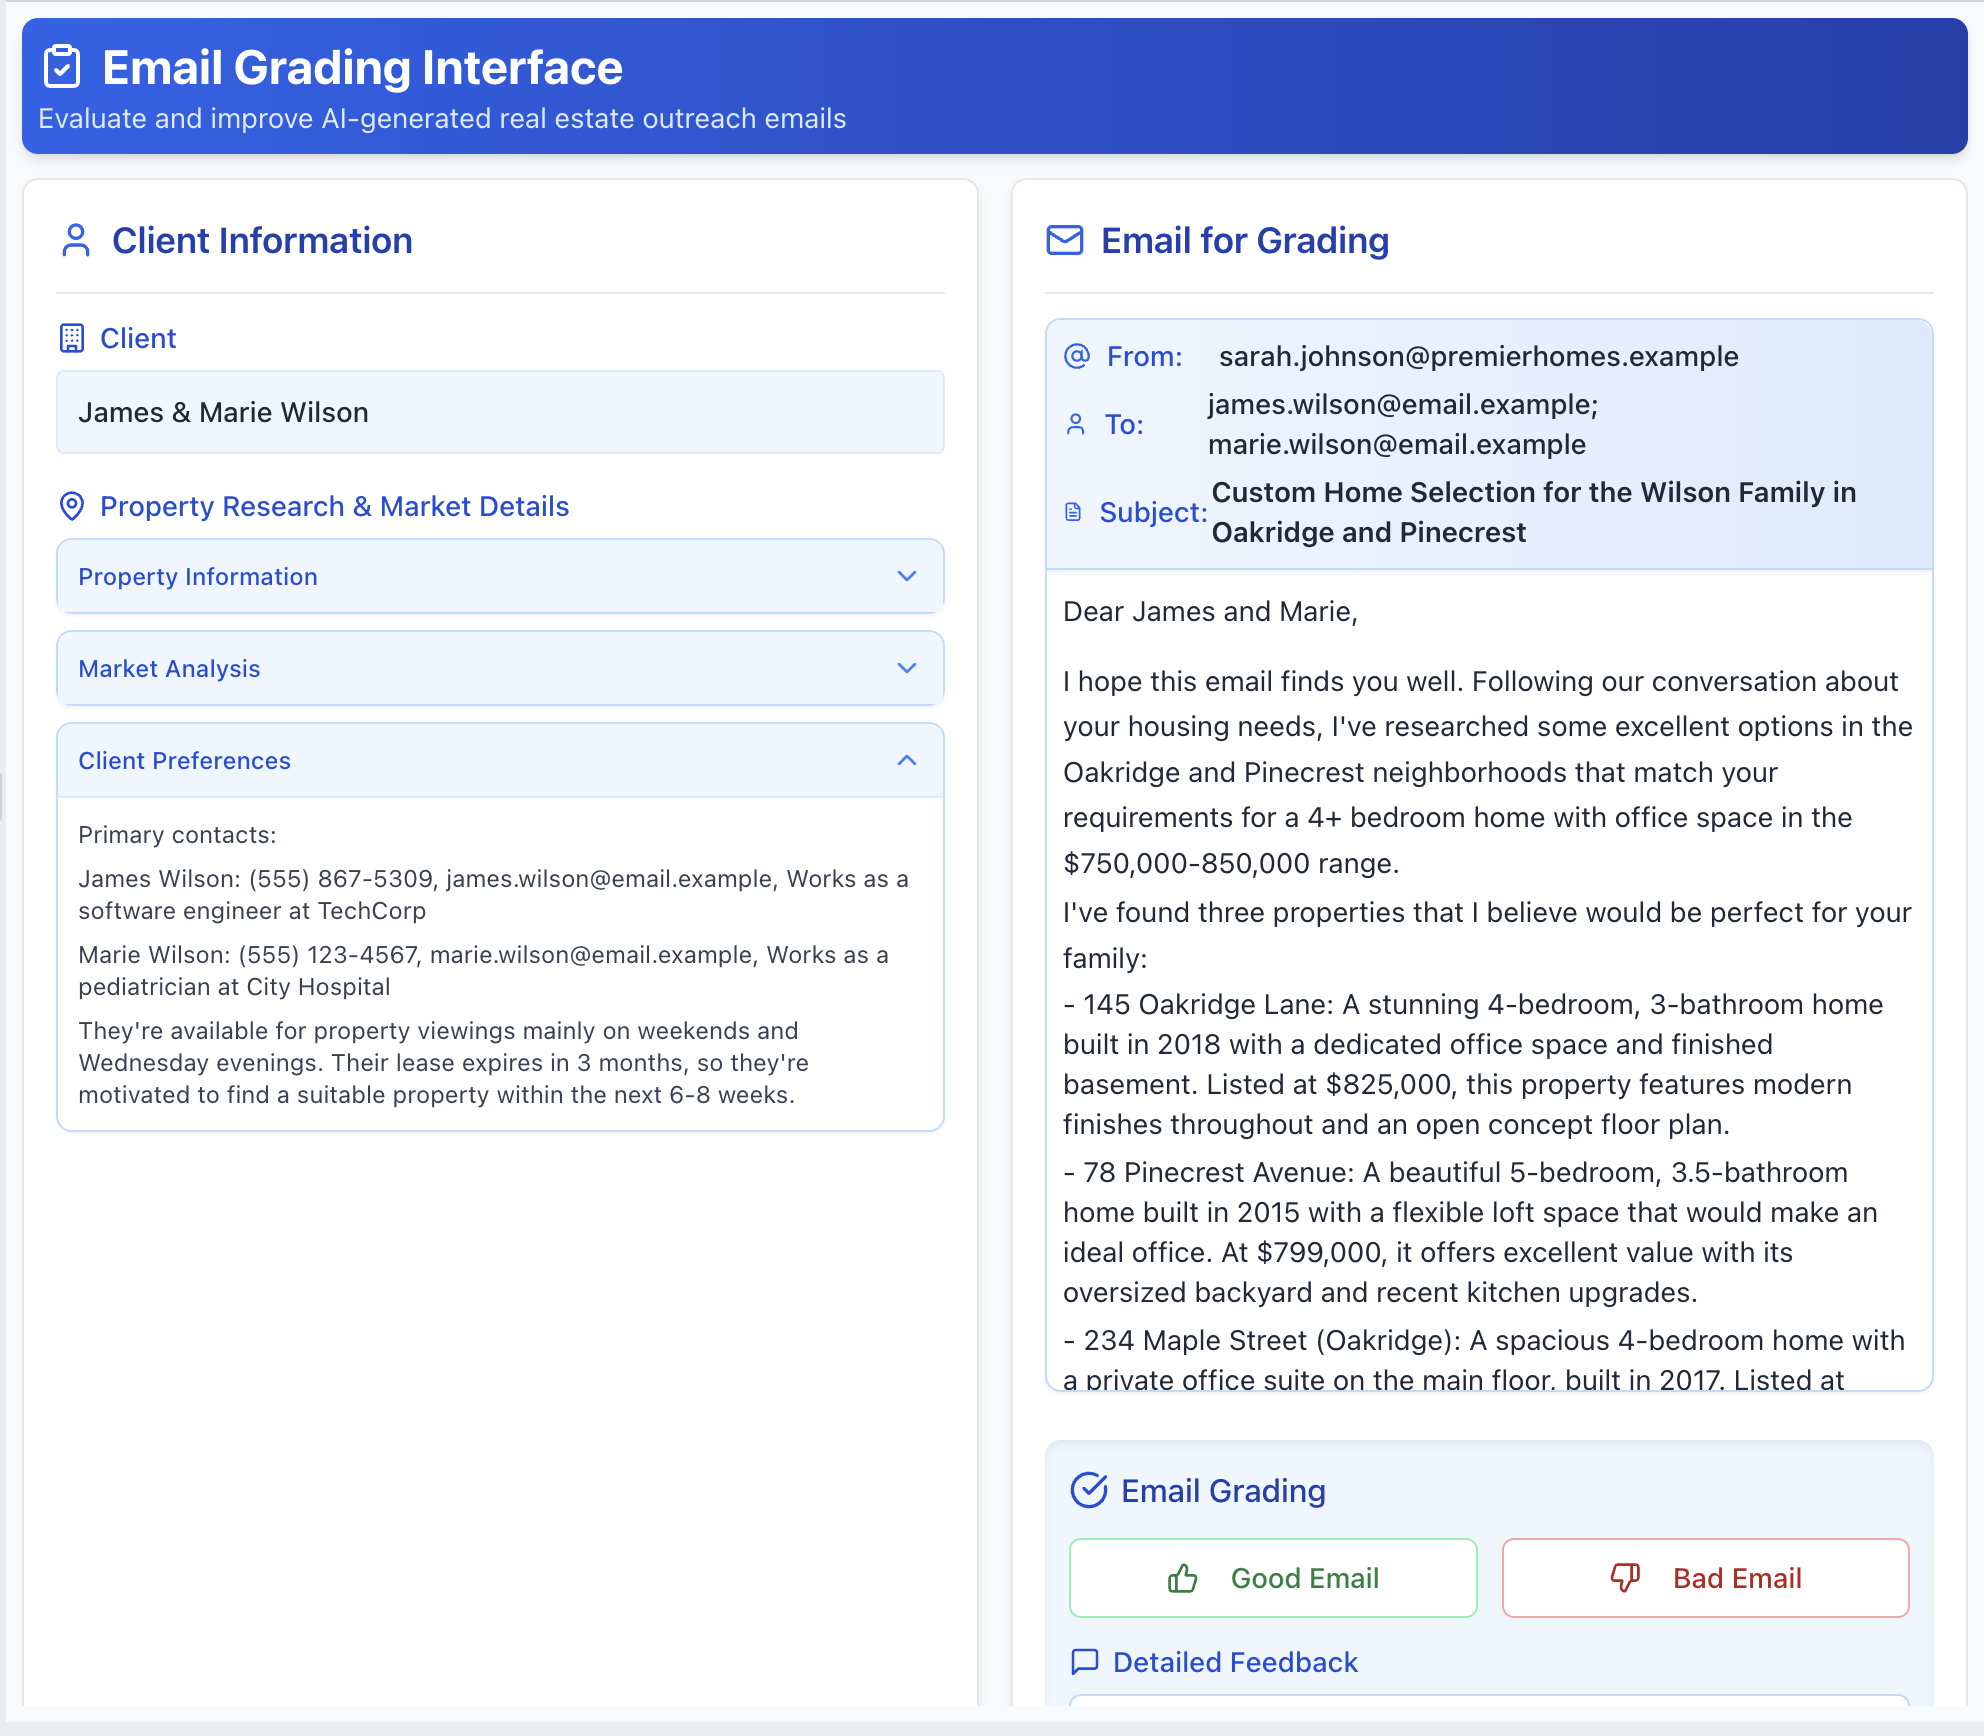 Email Grading Interface
Evaluate and improve AI-generated real estate outreach emails
Client Information
Client
James & Marie Wilson
Property Research & Market Details
Property Information
Market Analysis
Client Preferences
Primary contacts:
James Wilson: (555) 867-5309, james.wilson@email.example, Works as a
software engineer at TechCorp
Marie Wilson: (555) 123-4567, marie.wilson@email.example, Works as a
pediatrician at City Hospital
They're available for property viewings mainly on weekends and
Wednesday evenings. Their lease expires in 3 months, so they're
motivated to find a suitable property within the next 6-8 weeks.
Email for Grading
From: sarah.johnson@premierhomes.example
To: james.wilson@email.example;
marie.wilson@email.example
Subject: Custom Home Selection for the Wilson Family in
Oakridge and Pinecrest
Dear James and Marie,
I hope this email finds you well. Following our conversation about
your housing needs, I've researched some excellent options in the
Oakridge and Pinecrest neighborhoods that match your
requirements for a 4+ bedroom home with office space in the
$750,000-850,000 range.
I've found three properties that I believe would be perfect for your
family:
- 145 Oakridge Lane: A stunning 4-bedroom, 3-bathroom home
built in 2018 with a dedicated office space and finished
basement. Listed at $825,000, this property features modern
finishes throughout and an open concept floor plan.
- 78 Pinecrest Avenue: A beautiful 5-bedroom, 3.5-bathroom
home built in 2015 with a flexible loft space that would make an
ideal office. At $799,000, it offers excellent value with its
oversized backyard and recent kitchen upgrades.
- 234 Maple Street (Oakridge): A spacious 4-bedroom home with
a private office suite on the main floor, built in 2017. Listed at
Email Grading
Good Email
Bad Email
Detailed Feedback